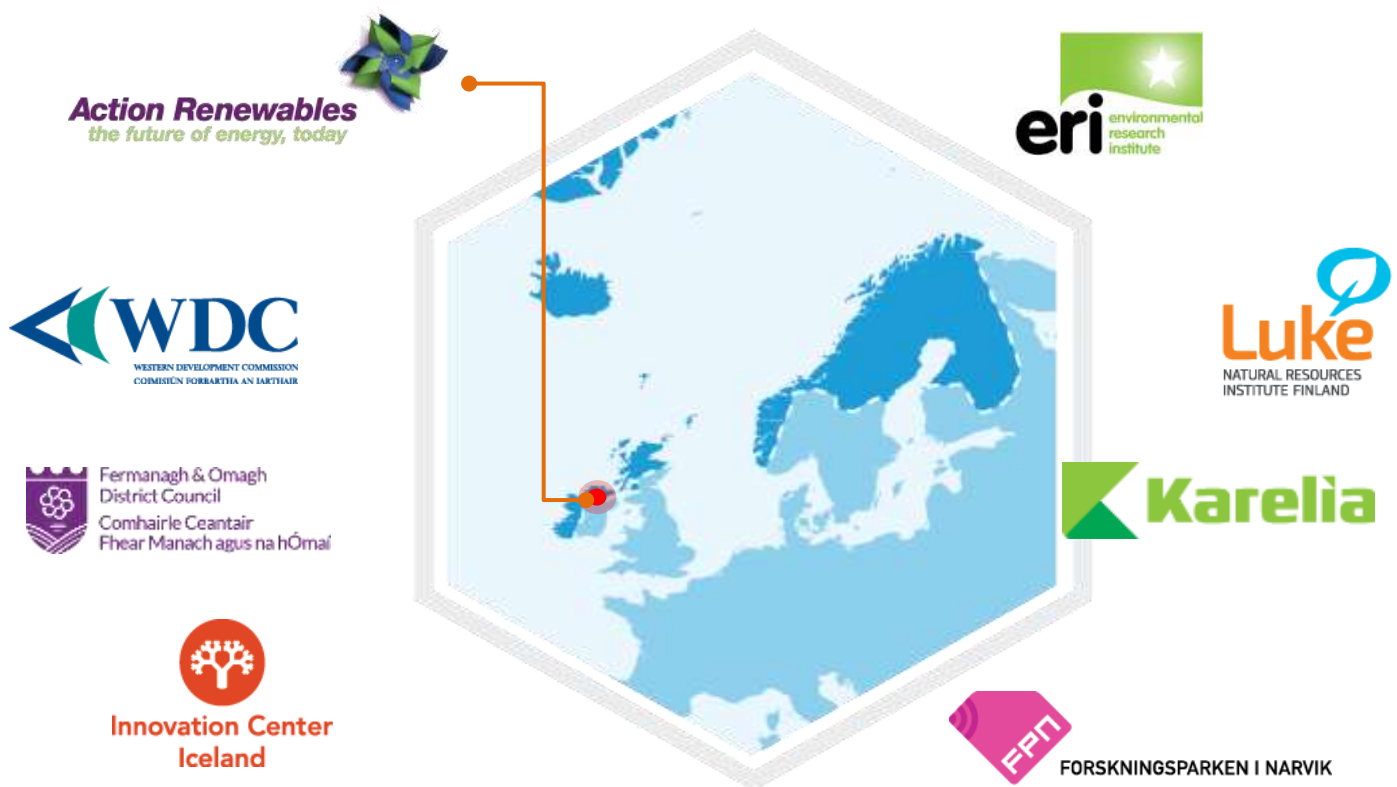 Action Renewables
the future of energy, today
eri
environmental
research
institute
WDC
WESTERN DEVELOPMENT COMMISSION
COIMISIÚN FORBARTHA AN IARTHAIR
Luke
NATURAL RESOURCES
INSTITUTE FINLAND
Fermanagh & Omagh
District Council
Comhairle Ceantair
Fhear Manach agus na hÓmaí
Karelia
Innovation Center
Iceland
FPN
FORSKNINGSPARKEN I NARVIK